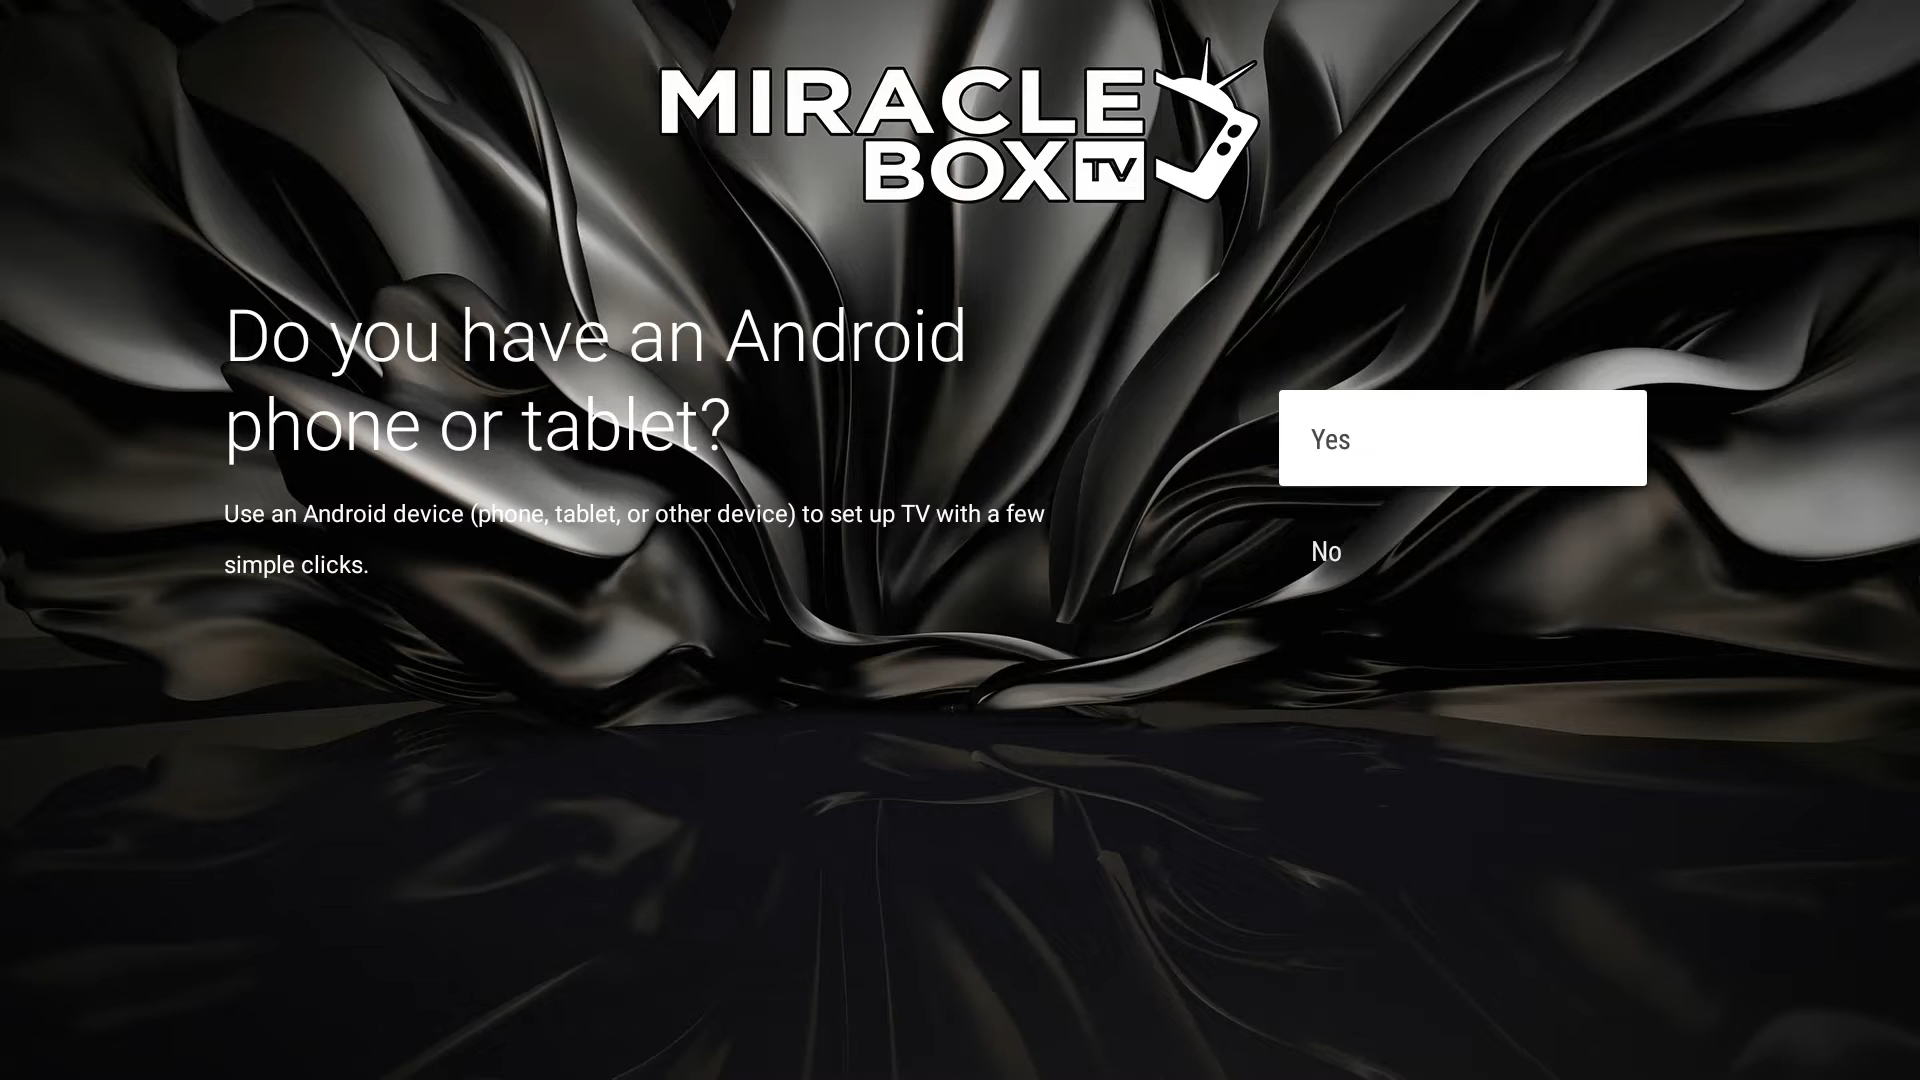 MIRACLE
BOX TV
Do you have an Android
phone or tablet?
Use an Android device (phone, tablet, or other device) to set up TV with a few
simple clicks.
Yes
No